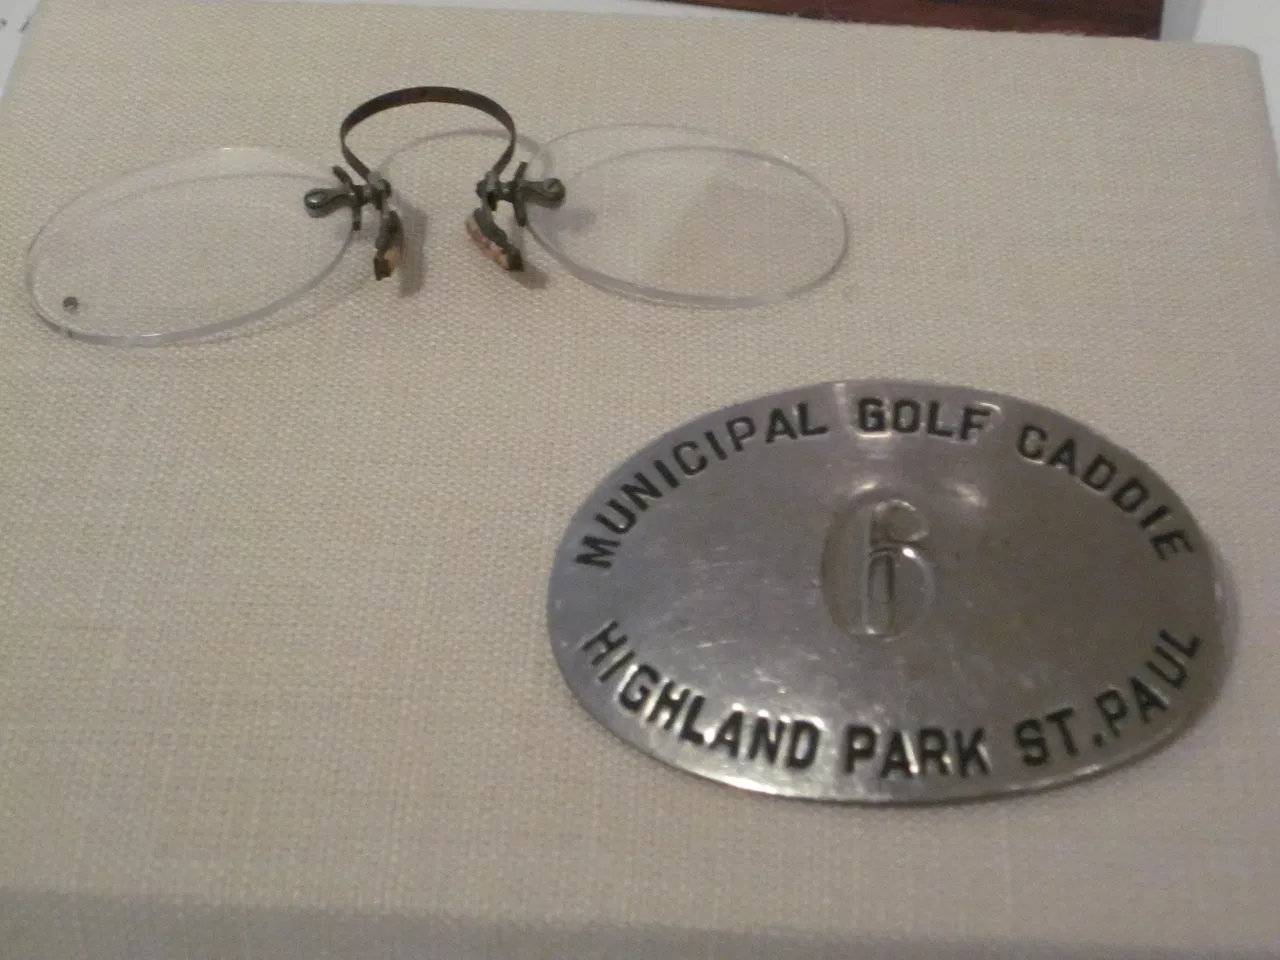 MUNICIPAL GOLF CADDIE
6
HIGHLAND PARK ST. PAUL